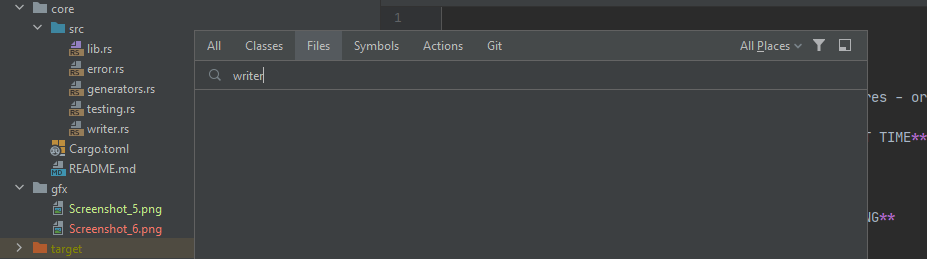 core
src
lib.rs
error.rs
generators.rs
testing.rs
writer.rs
Cargo.toml
README.md
gfx
Screenshot_5.png
Screenshot_6.png
target
1
All Classes Files Symbols Actions Git All Places
writer
res - or
T TIME**
NG**